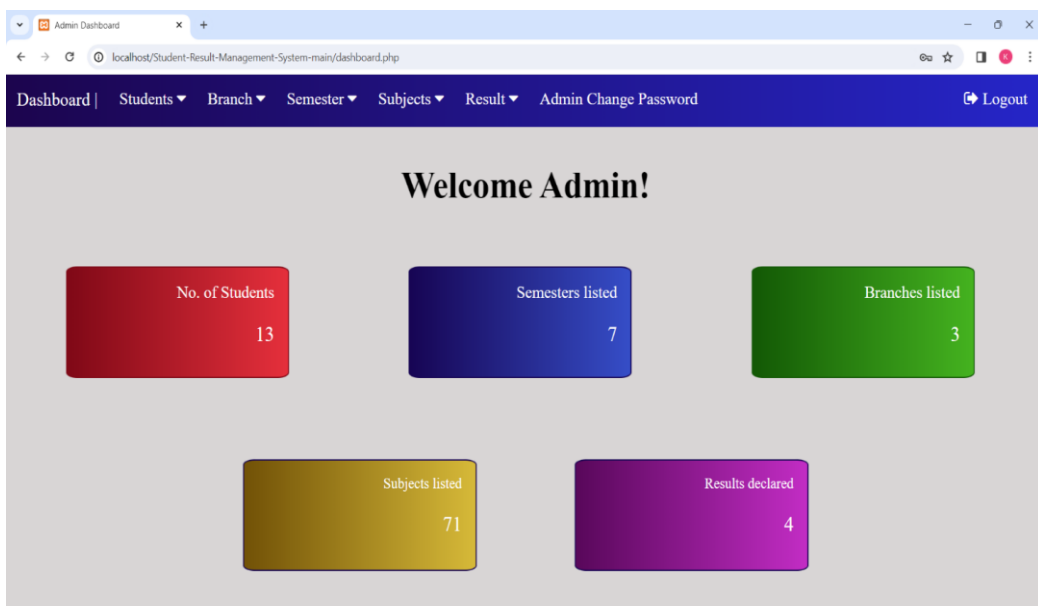 Admin Dashboard
localhost/Student-Result-Management-System-main/dashboard.php
K
Dashboard | Students Branch Semester Subjects Result Admin Change Password Logout
Welcome Admin!
No. of Students
13
Semesters listed
7
Branches listed
3
Subjects listed
71
Results declared
4